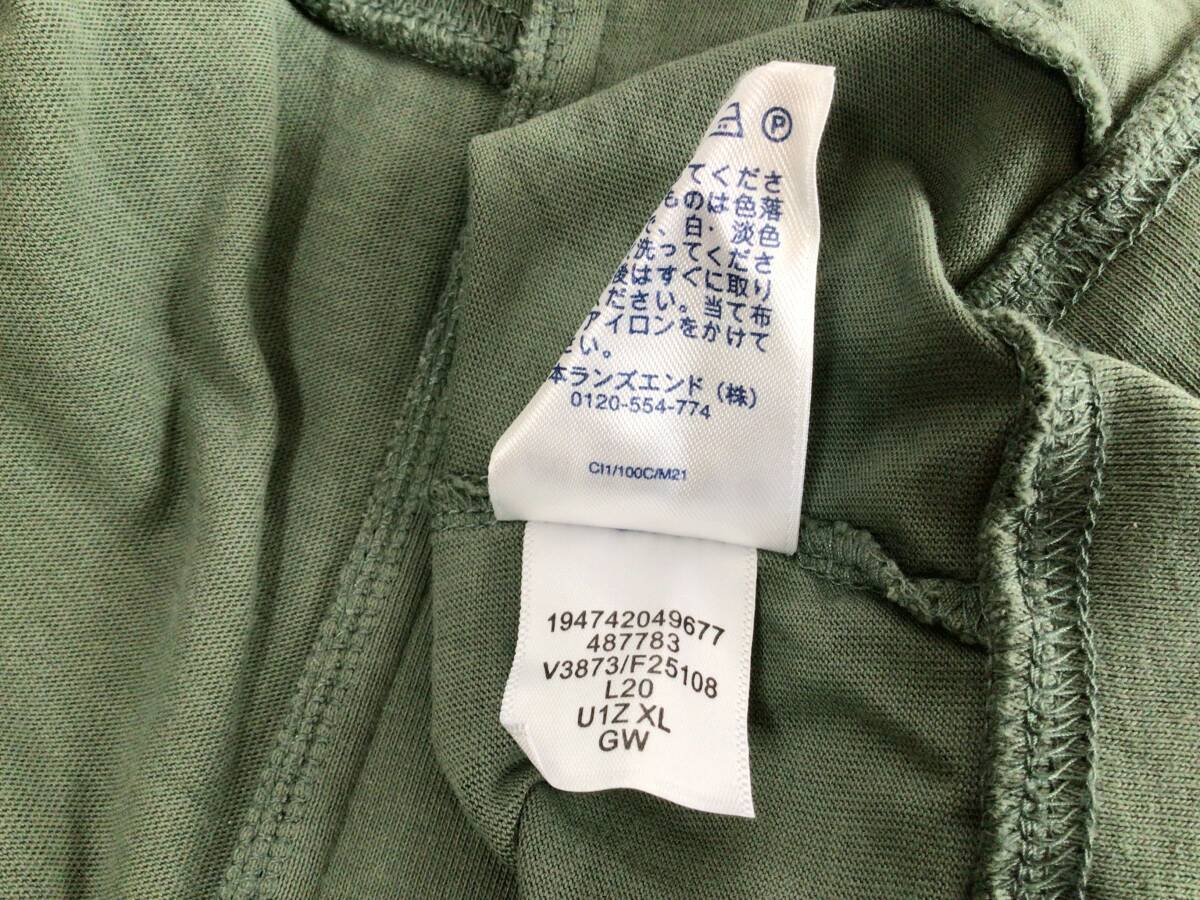 P
てくださ
ものは色落
で、白・淡色
洗ってくださ
後はすぐに取り
ださい。当て布
アイロンをかけて
さい。
本ランズエンド（株）
0120-554-774
CI1/100C/M21
194742049677
487783
V3873/F25108
L20
U1Z XL
GW